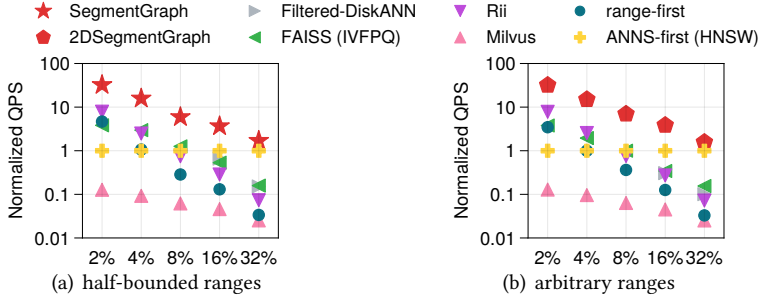 SegmentGraph Filtered-DiskANN Rii range-first
2DSegmentGraph FAISS (IVFPQ) Milvus ANNS-first (HNSW)
Normalized QPS
100
10
1
0.1
0.01
2% 4% 8% 16% 32%
(a) half-bounded ranges
Normalized QPS
100
10
1
0.1
0.01
2% 4% 8% 16% 32%
(b) arbitrary ranges